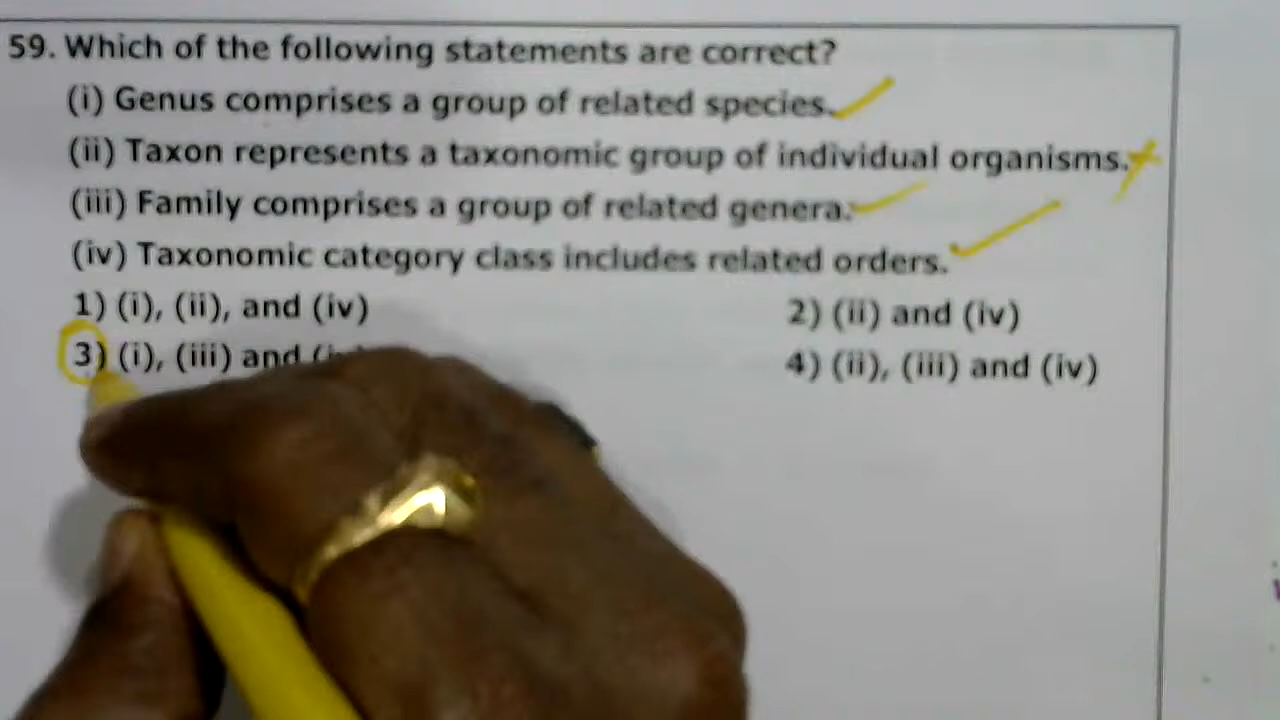 59. Which of the following statements are correct?
(i) Genus comprises a group of related species.
(ii) Taxon represents a taxonomic group of individual organisms.
(iii) Family comprises a group of related genera.
(iv) Taxonomic category class includes related orders.
1) (i), (ii), and (iv) 2) (ii) and (iv)
3) (i), (iii) and 4) (ii), (iii) and (iv)